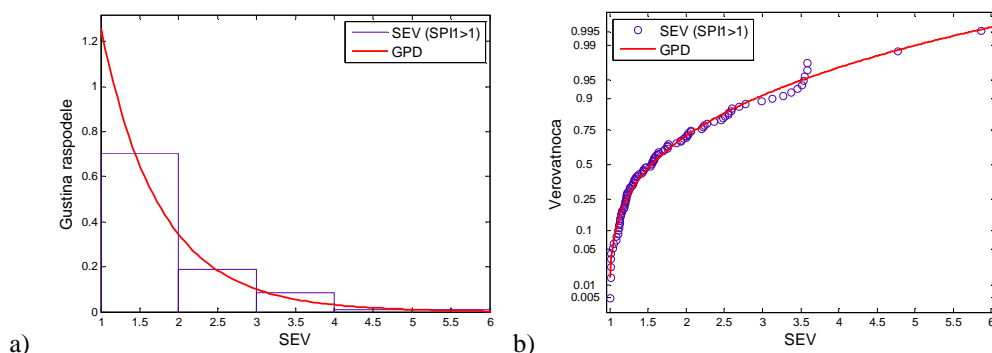 SEV (SPI1>1)
GPD
1.2
1
0.8
0.6
0.4
0.2
0
Gustina raspodele
1 1.5 2 2.5 3 3.5 4 4.5 5 5.5 6
SEV
a)
SEV (SPI1>1)
GPD
0.995
0.99
0.95
0.9
0.75
0.5
0.25
0.1
0.05
0.01
0.005
Verovatnoca
1 1.5 2 2.5 3 3.5 4 4.5 5 5.5 6
SEV
b)